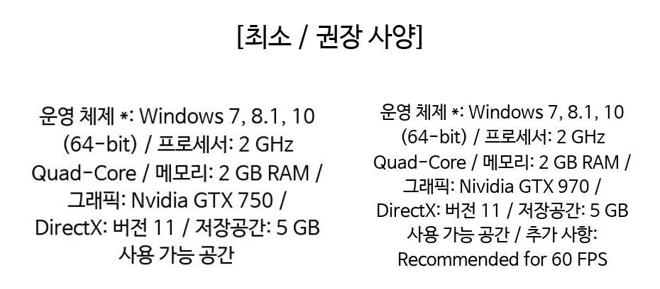 [최소 / 권장 사양]
운영 체제 *: Windows 7, 8.1, 10
(64-bit) / 프로세서: 2 GHz
Quad-Core / 메모리: 2 GB RAM /
그래픽: Nvidia GTX 750 /
DirectX: 버전 11 / 저장공간: 5 GB
사용 가능 공간
운영 체제 *: Windows 7, 8.1, 10
(64-bit) / 프로세서: 2 GHz
Quad-Core / 메모리: 2 GB RAM /
그래픽: Nividia GTX 970 /
DirectX: 버전 11 / 저장공간: 5 GB
사용 가능 공간 / 추가 사항:
Recommended for 60 FPS